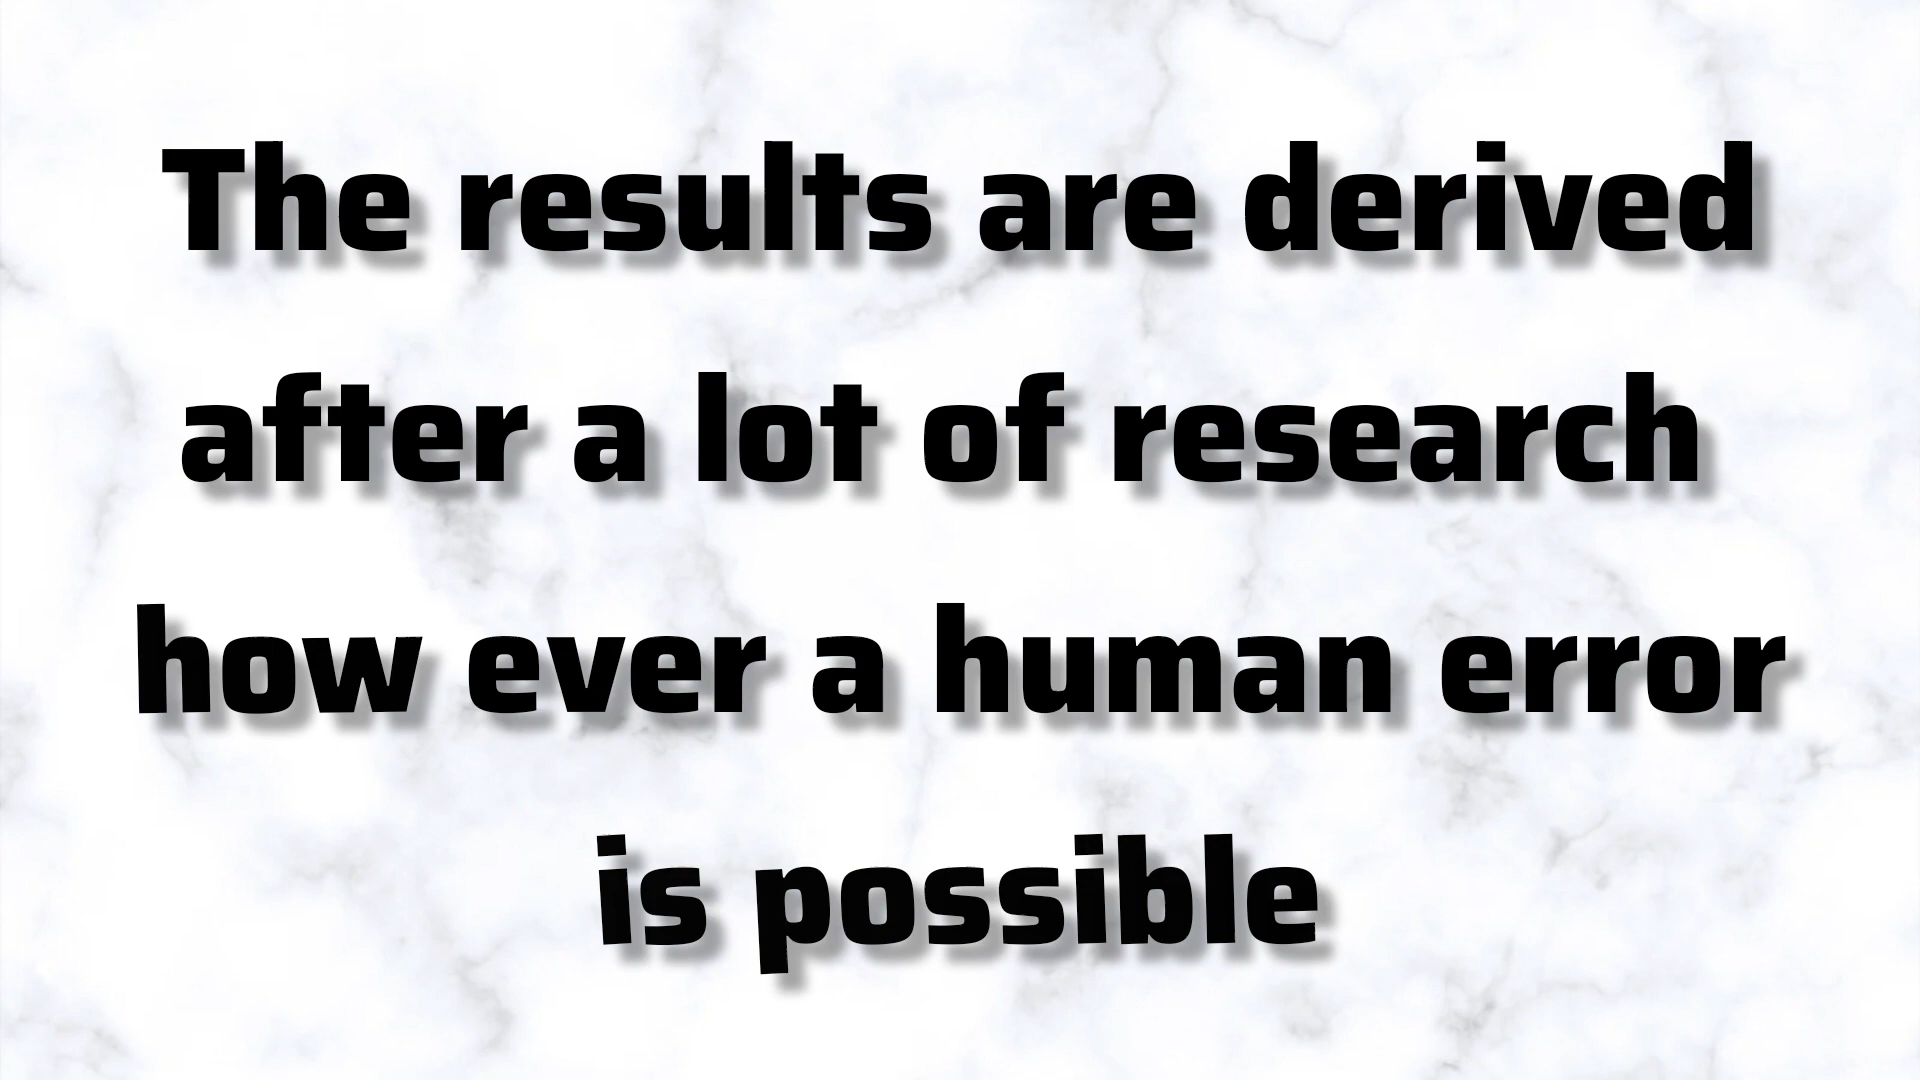 The results are derived
after a lot of research
how ever a human error
is possible